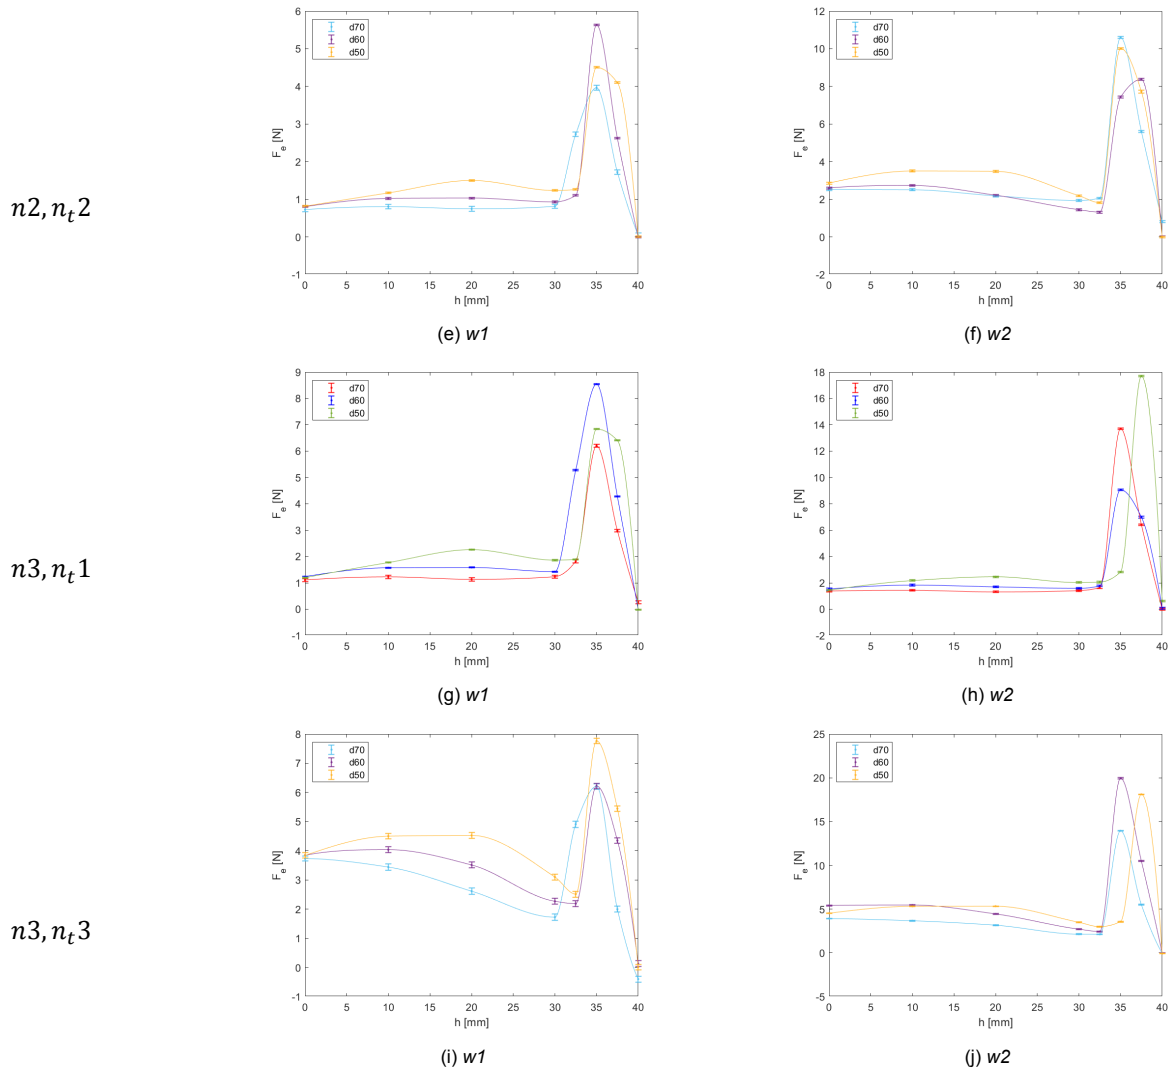 n2, n_t2
6
5
4
3
2
1
0
-1
F_e [N]
d70
d60
d50
0 5 10 15 20 25 30 35 40
h [mm]
(e) w1
12
10
8
6
4
2
0
-2
F_e [N]
d70
d60
d50
0 5 10 15 20 25 30 35 40
h [mm]
(f) w2
n3, n_t1
9
8
7
6
5
4
3
2
1
0
-1
F_e [N]
d70
d60
d50
0 5 10 15 20 25 30 35 40
h [mm]
(g) w1
18
16
14
12
10
8
6
4
2
0
-2
F_e [N]
d70
d60
d50
0 5 10 15 20 25 30 35 40
h [mm]
(h) w2
n3, n_t3
8
7
6
5
4
3
2
1
0
-1
F_e [N]
d70
d60
d50
0 5 10 15 20 25 30 35 40
h [mm]
(i) w1
25
20
15
10
5
0
-5
F_e [N]
d70
d60
d50
0 5 10 15 20 25 30 35 40
h [mm]
(j) w2